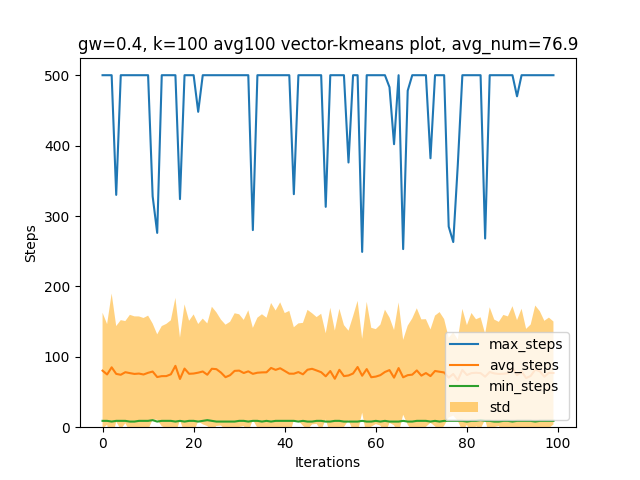 gw=0.4, k=100 avg100 vector-kmeans plot, avg_num=76.9
500
400
300
200
100
0
Steps
max_steps
avg_steps
min_steps
std
0 20 40 60 80 100
Iterations